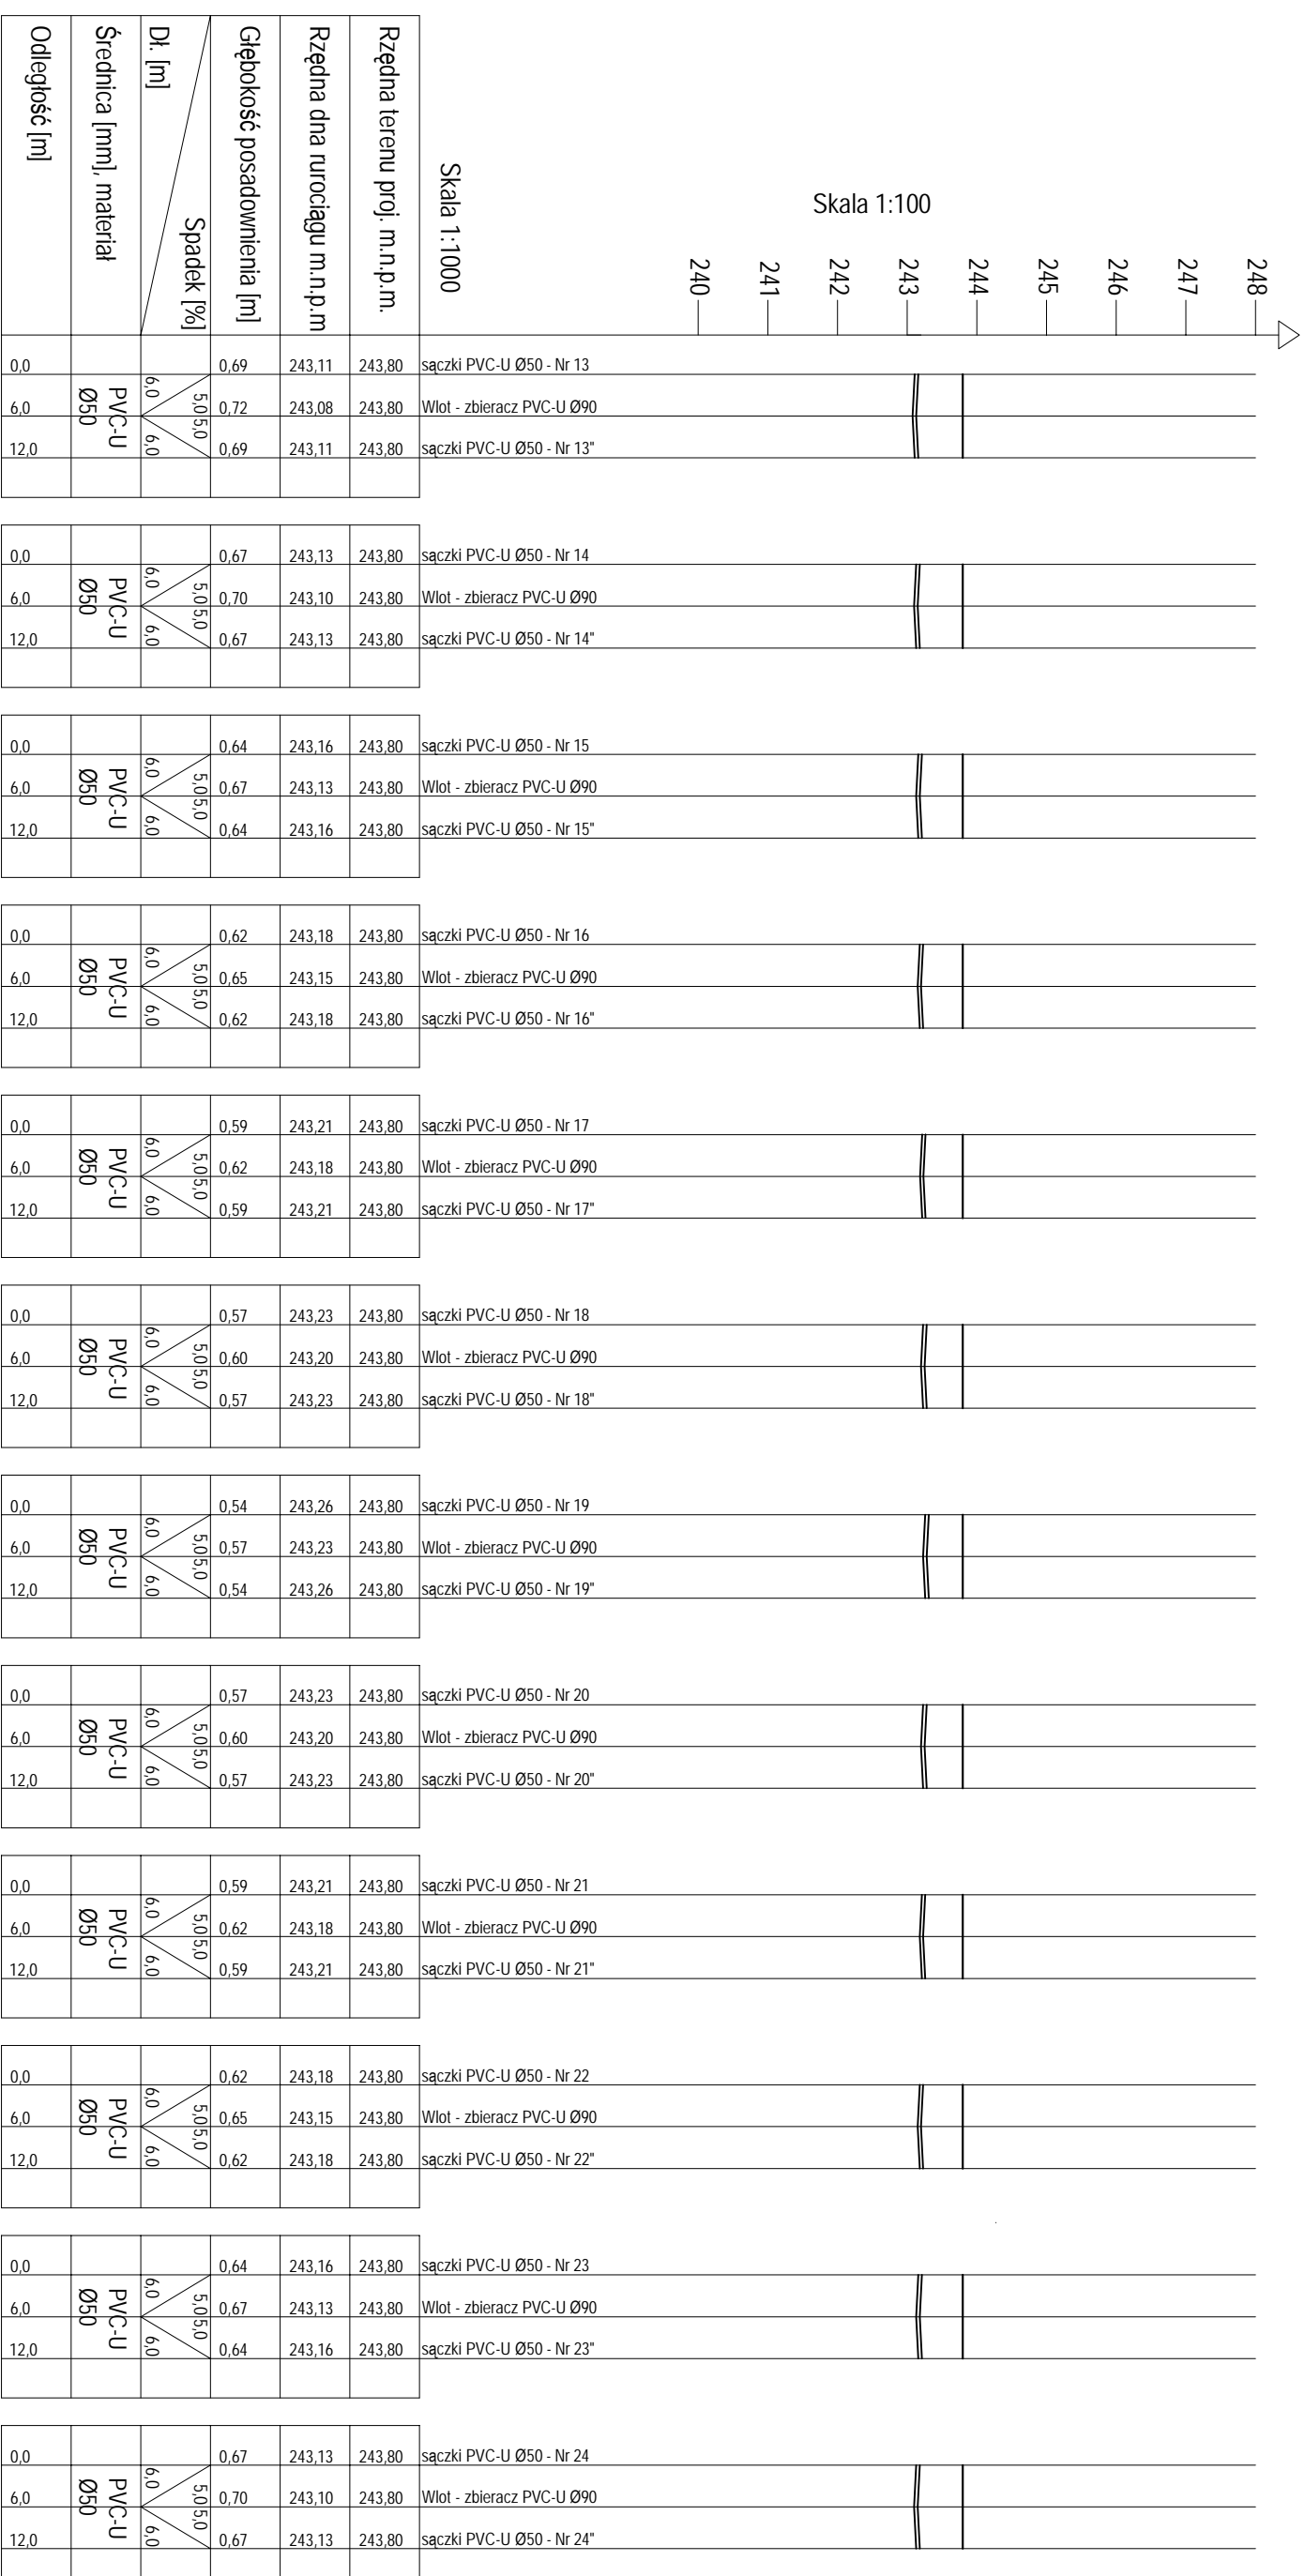 Skala 1:100
248
247
246
245
244
243
242
241
240
Skala 1:1000
Rzędna terenu proj. m.n.p.m.
Rzędna dna rurociągu m.n.p.m
Głębokość posadownienia [m]
Spadek [%]
Dł. [m]
Średnica [mm], materiał
Odległość [m]
0,0 0,69 243,11 243,80 sączki PVC-U Ø50 - Nr 13
6,0 0,72 243,08 243,80 Wlot - zbieracz PVC-U Ø90
12,0 0,69 243,11 243,80 sączki PVC-U Ø50 - Nr 13"
5,0 5,0
6,0 6,0
PVC-U
Ø50
0,0 0,67 243,13 243,80 sączki PVC-U Ø50 - Nr 14
6,0 0,70 243,10 243,80 Wlot - zbieracz PVC-U Ø90
12,0 0,67 243,13 243,80 sączki PVC-U Ø50 - Nr 14"
5,0 5,0
6,0 6,0
PVC-U
Ø50
0,0 0,64 243,16 243,80 sączki PVC-U Ø50 - Nr 15
6,0 0,67 243,13 243,80 Wlot - zbieracz PVC-U Ø90
12,0 0,64 243,16 243,80 sączki PVC-U Ø50 - Nr 15"
5,0 5,0
6,0 6,0
PVC-U
Ø50
0,0 0,62 243,18 243,80 sączki PVC-U Ø50 - Nr 16
6,0 0,65 243,15 243,80 Wlot - zbieracz PVC-U Ø90
12,0 0,62 243,18 243,80 sączki PVC-U Ø50 - Nr 16"
5,0 5,0
6,0 6,0
PVC-U
Ø50
0,0 0,59 243,21 243,80 sączki PVC-U Ø50 - Nr 17
6,0 0,62 243,18 243,80 Wlot - zbieracz PVC-U Ø90
12,0 0,59 243,21 243,80 sączki PVC-U Ø50 - Nr 17"
5,0 5,0
6,0 6,0
PVC-U
Ø50
0,0 0,57 243,23 243,80 sączki PVC-U Ø50 - Nr 18
6,0 0,60 243,20 243,80 Wlot - zbieracz PVC-U Ø90
12,0 0,57 243,23 243,80 sączki PVC-U Ø50 - Nr 18"
5,0 5,0
6,0 6,0
PVC-U
Ø50
0,0 0,54 243,26 243,80 sączki PVC-U Ø50 - Nr 19
6,0 0,57 243,23 243,80 Wlot - zbieracz PVC-U Ø90
12,0 0,54 243,26 243,80 sączki PVC-U Ø50 - Nr 19"
5,0 5,0
6,0 6,0
PVC-U
Ø50
0,0 0,57 243,23 243,80 sączki PVC-U Ø50 - Nr 20
6,0 0,60 243,20 243,80 Wlot - zbieracz PVC-U Ø90
12,0 0,57 243,23 243,80 sączki PVC-U Ø50 - Nr 20"
5,0 5,0
6,0 6,0
PVC-U
Ø50
0,0 0,59 243,21 243,80 sączki PVC-U Ø50 - Nr 21
6,0 0,62 243,18 243,80 Wlot - zbieracz PVC-U Ø90
12,0 0,59 243,21 243,80 sączki PVC-U Ø50 - Nr 21"
5,0 5,0
6,0 6,0
PVC-U
Ø50
0,0 0,62 243,18 243,80 sączki PVC-U Ø50 - Nr 22
6,0 0,65 243,15 243,80 Wlot - zbieracz PVC-U Ø90
12,0 0,62 243,18 243,80 sączki PVC-U Ø50 - Nr 22"
5,0 5,0
6,0 6,0
PVC-U
Ø50
0,0 0,64 243,16 243,80 sączki PVC-U Ø50 - Nr 23
6,0 0,67 243,13 243,80 Wlot - zbieracz PVC-U Ø90
12,0 0,64 243,16 243,80 sączki PVC-U Ø50 - Nr 23"
5,0 5,0
6,0 6,0
PVC-U
Ø50
0,0 0,67 243,13 243,80 sączki PVC-U Ø50 - Nr 24
6,0 0,70 243,10 243,80 Wlot - zbieracz PVC-U Ø90
12,0 0,67 243,13 243,80 sączki PVC-U Ø50 - Nr 24"
5,0 5,0
6,0 6,0
PVC-U
Ø50